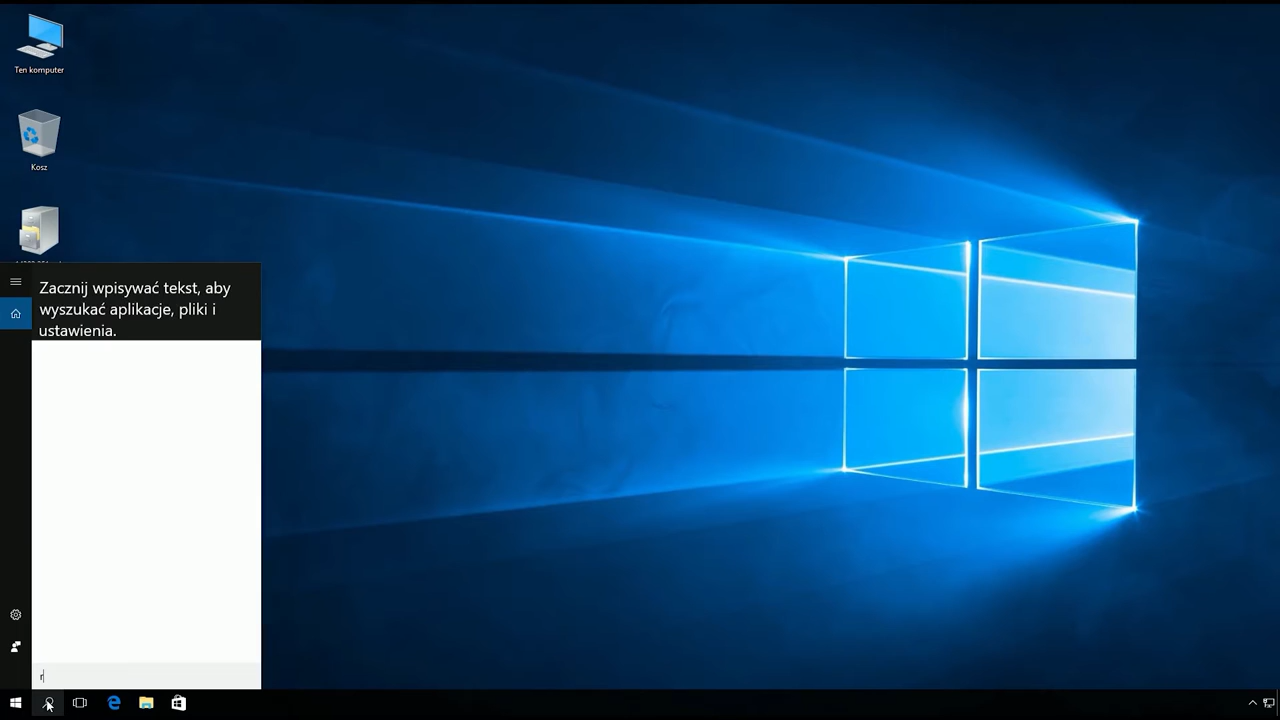 Ten komputer
Kosz
Zacznij wpisywać tekst, aby
wyszukać aplikacje, pliki i
ustawienia.
r